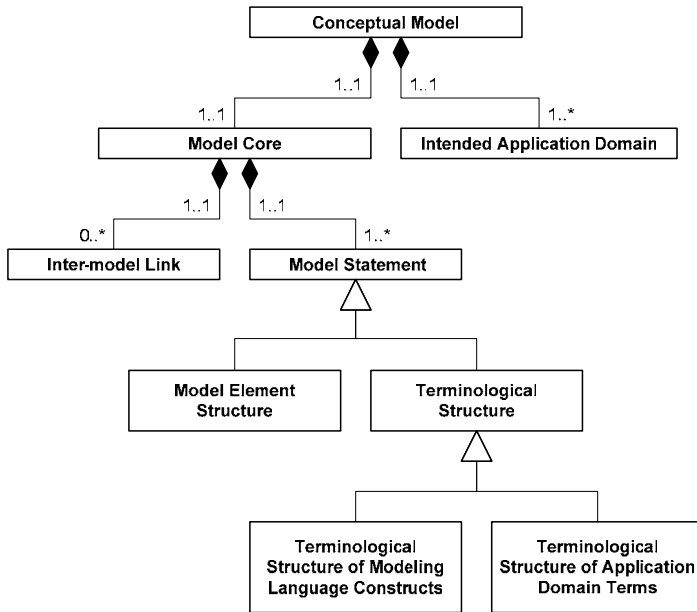 Conceptual Model
1..1 1..1
1..1 1..*
Model Core Intended Application Domain
1..1 1..1
0..* 1..*
Inter-model Link Model Statement
Model Element
Structure
Terminological
Structure
Terminological
Structure of Modeling
Language Constructs
Terminological
Structure of Application
Domain Terms